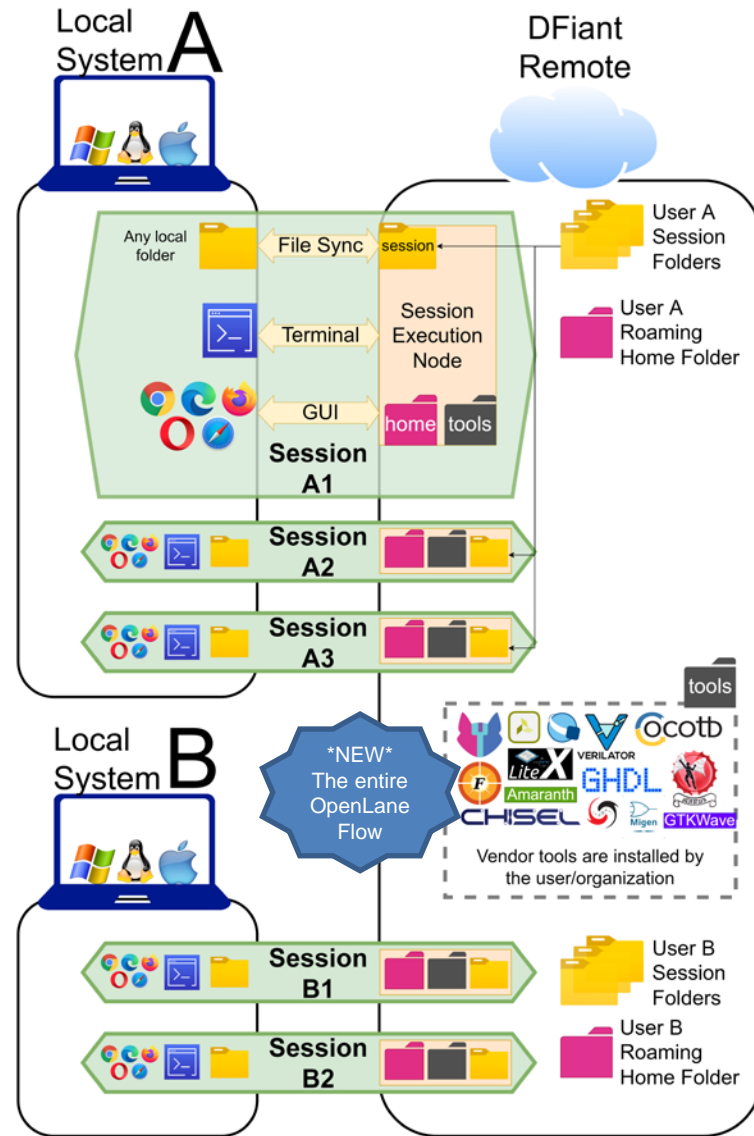 Local
System A
DFiant
Remote
Any local
folder
File Sync
session
User A
Session
Folders
Terminal
Session
Execution
Node
User A
Roaming
Home Folder
GUI
home
tools
Session
A1
Session
A2
Session
A3
tools
Local
System B
*NEW*
The entire
OpenLane
Flow
VERILATOR
cocotb
F
LiteX
Amaranth
GHDL
CHISEL
Migen
GTKWave
Vendor tools are installed by
the user/organization
Session
B1
User B
Session
Folders
Session
B2
User B
Roaming
Home Folder